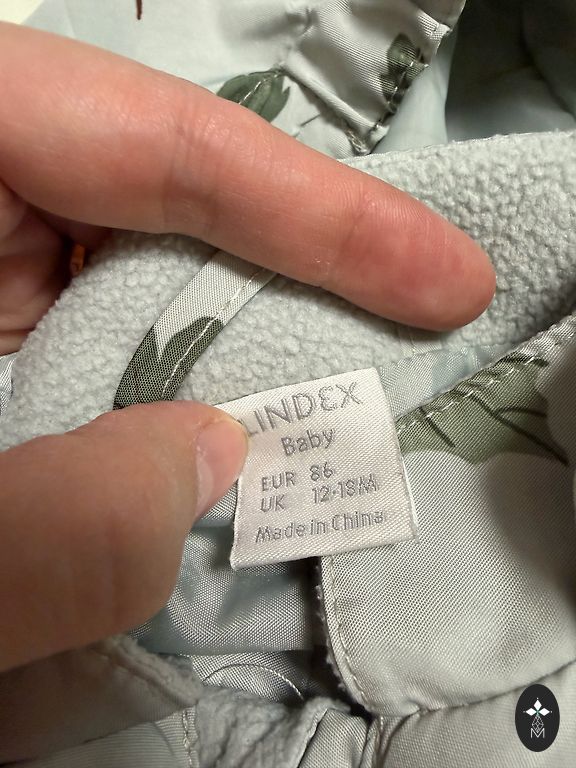 LINDEX
Baby
EUR 86
UK 12-18M
Made in China
M